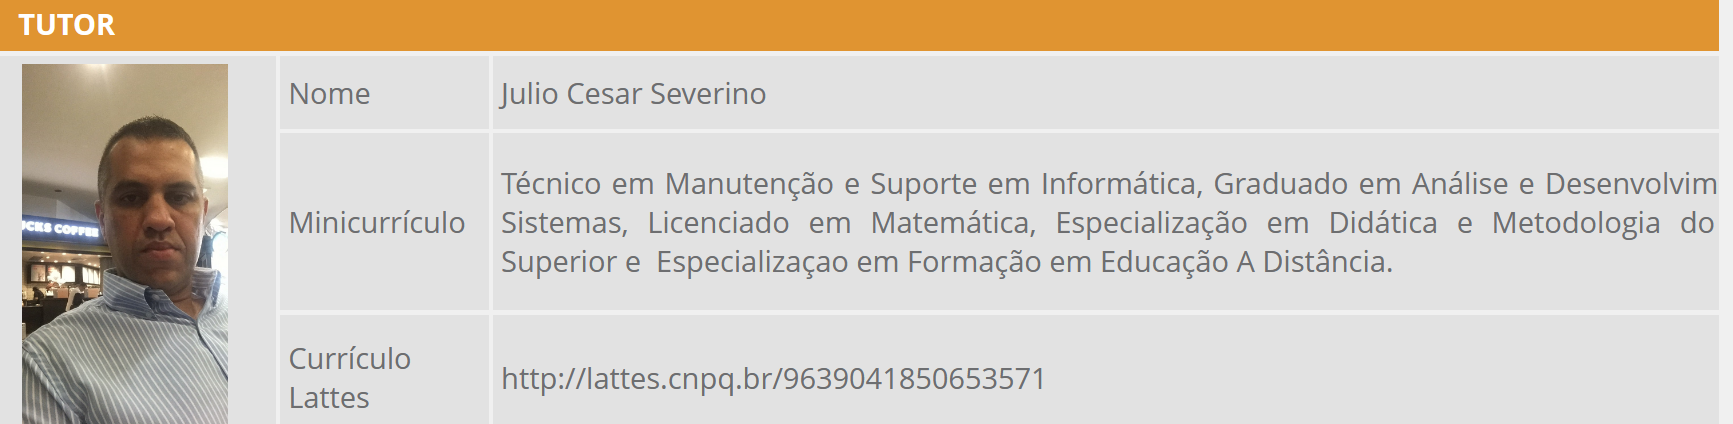 TUTOR
Nome
Julio Cesar Severino
Minicurrículo
Técnico em Manutenção e Suporte em Informática, Graduado em Análise e Desenvolvim
Sistemas, Licenciado em Matemática, Especialização em Didática e Metodologia do
Superior e Especializaçao em Formação em Educação A Distância.
Currículo
Lattes
http://lattes.cnpq.br/9639041850653571
UCKS COFFEE